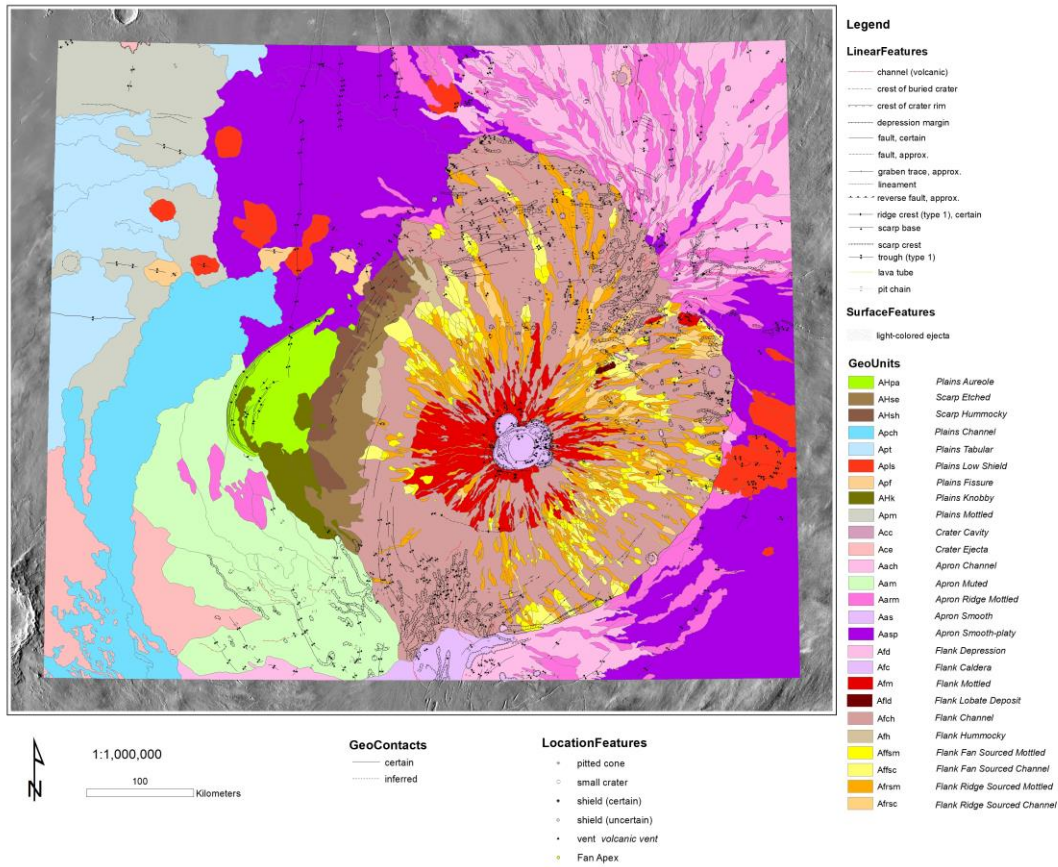 Legend
LinearFeatures
channel (volcanic)
crest of buried crater
crest of crater rim
depression margin
fault, certain
fault, approx.
graben trace, approx.
lineament
reverse fault, approx.
ridge crest (type 1), certain
scarp base
scarp crest
trough (type 1)
lava tube
pit chain
SurfaceFeatures
light-colored ejecta
GeoUnits
AHpa Plains Aureole
AHse Scarp Etched
AHsh Scarp Hummocky
Apch Plains Channel
Apt Plains Tabular
Apls Plains Low Shield
Apf Plains Fissure
AHk Plains Knobby
Apm Plains Mottled
Acc Crater Cavity
Ace Crater Ejecta
Aach Apron Channel
Aam Apron Muted
Aarm Apron Ridge Mottled
Aas Apron Smooth
Aasp Apron Smooth-platy
Afd Flank Depression
Afc Flank Caldera
Afm Flank Mottled
Afld Flank Lobate Deposit
Afch Flank Channel
Afh Flank Hummocky
Affsm Flank Fan Sourced Mottled
Affsc Flank Fan Sourced Channel
Afrsm Flank Ridge Sourced Mottled
Afrsc Flank Ridge Sourced Channel
N
1:1,000,000
100
Kilometers
GeoContacts
certain
inferred
LocationFeatures
pitted cone
small crater
shield (certain)
shield (uncertain)
vent volcanic vent
Fan Apex